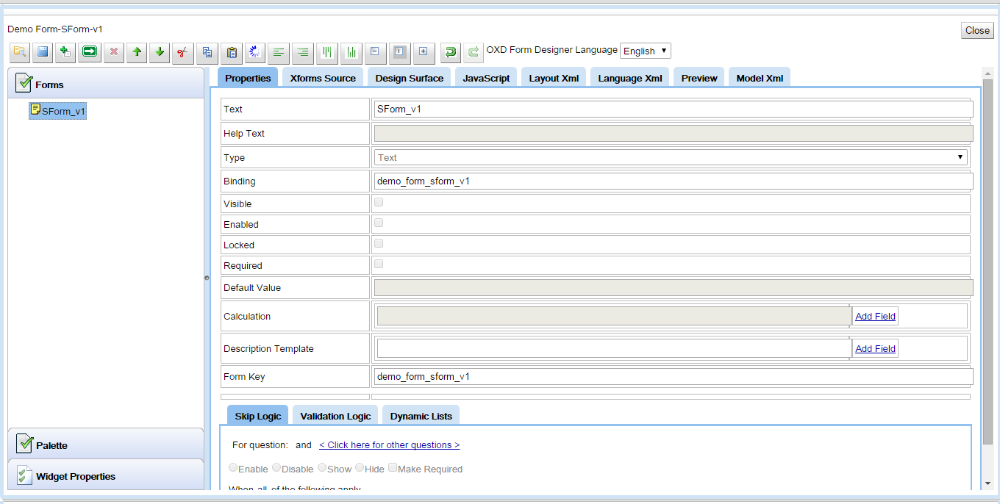 Demo Form-SForm-v1
Close
OXD Form Designer Language English
Forms
SForm_v1
Palette
Widget Properties
Properties Xforms Source Design Surface JavaScript Layout Xml Language Xml Preview Model Xml
Text SForm_v1
Help Text
Type Text
Binding demo_form_sform_v1
Visible
Enabled
Locked
Required
Default Value
Calculation Add Field
Description Template Add Field
Form Key demo_form_sform_v1
Skip Logic Validation Logic Dynamic Lists
For question: and < Click here for other questions >
Enable Disable Show Hide Make Required
When all of the following apply